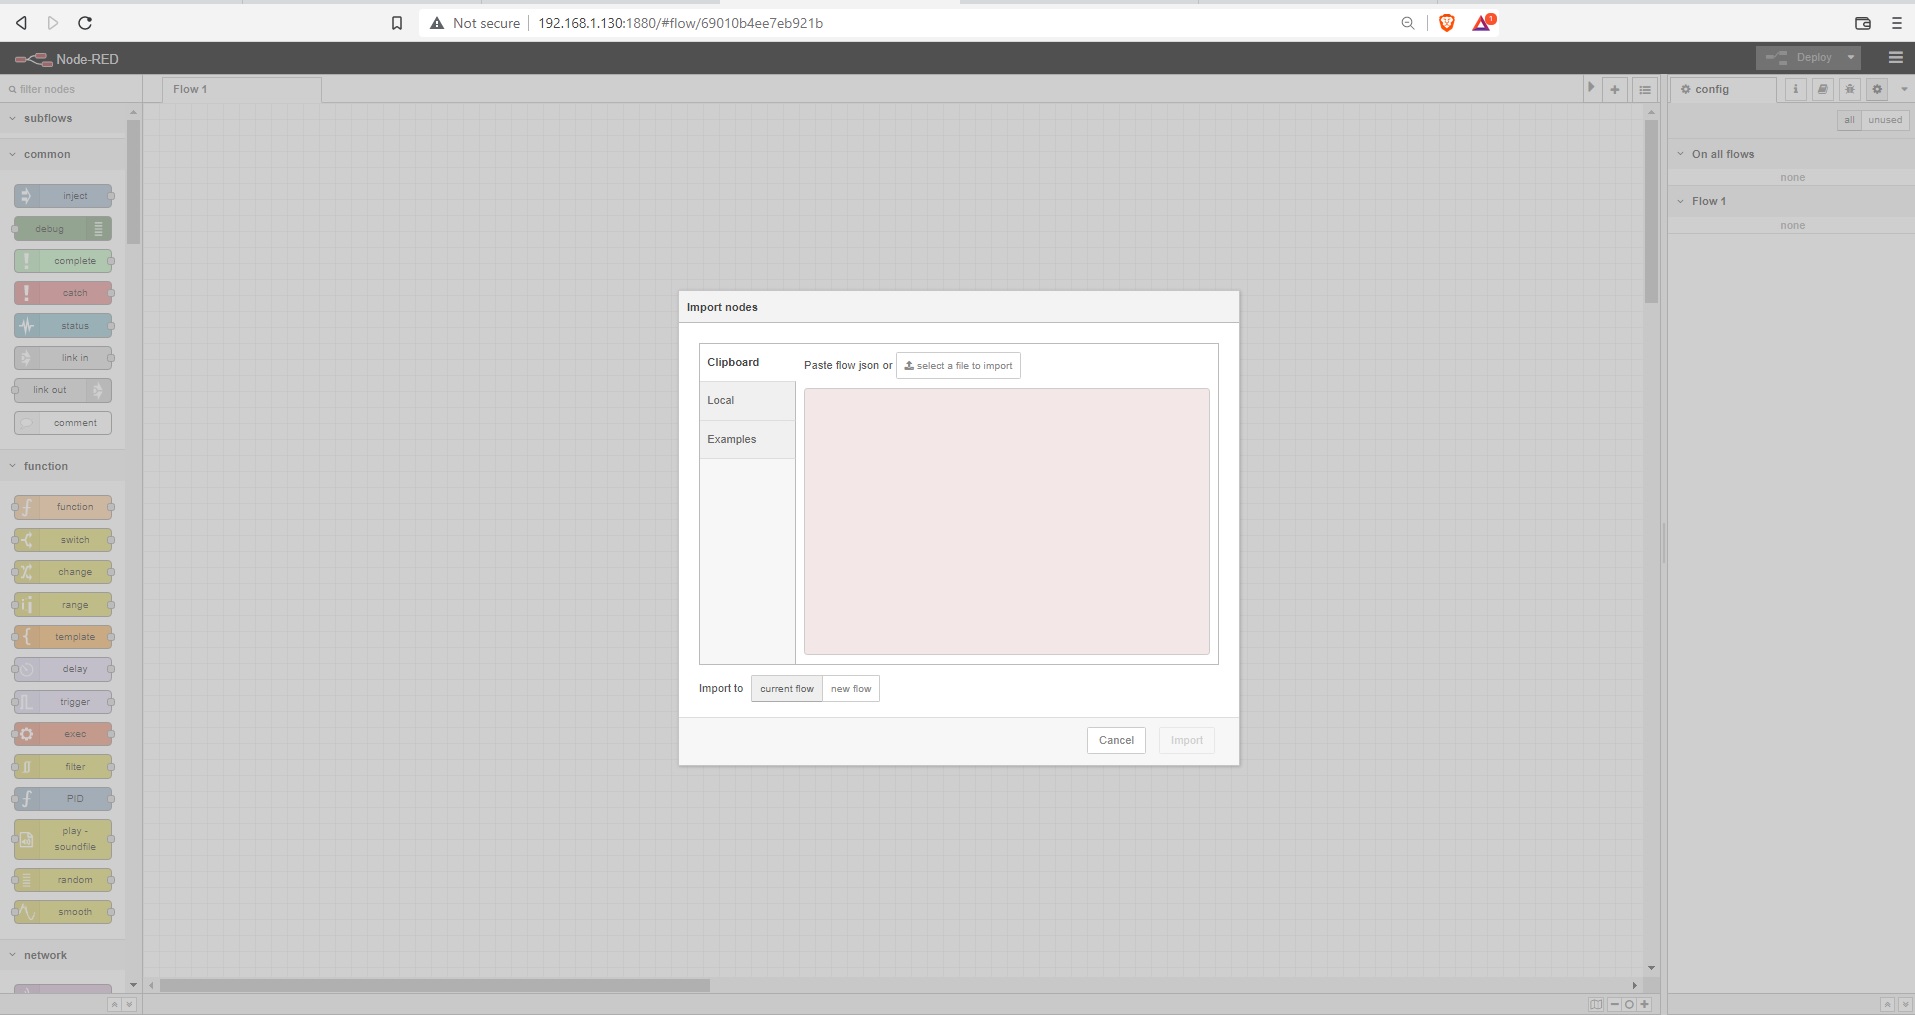 Not secure
192.168.1.130:1880/#flow/69010b4ee7eb921b
1
Node-RED
Deploy
filter nodes
Flow 1
config
i
all
unused
subflows
common
inject
debug
complete
catch
status
link in
link out
comment
function
function
switch
change
range
template
delay
trigger
exec
filter
PID
play -
soundfile
random
smooth
network
On all flows
none
Flow 1
none
Import nodes
Clipboard
Local
Examples
Paste flow json or
select a file to import
Import to
current flow
new flow
Cancel
Import